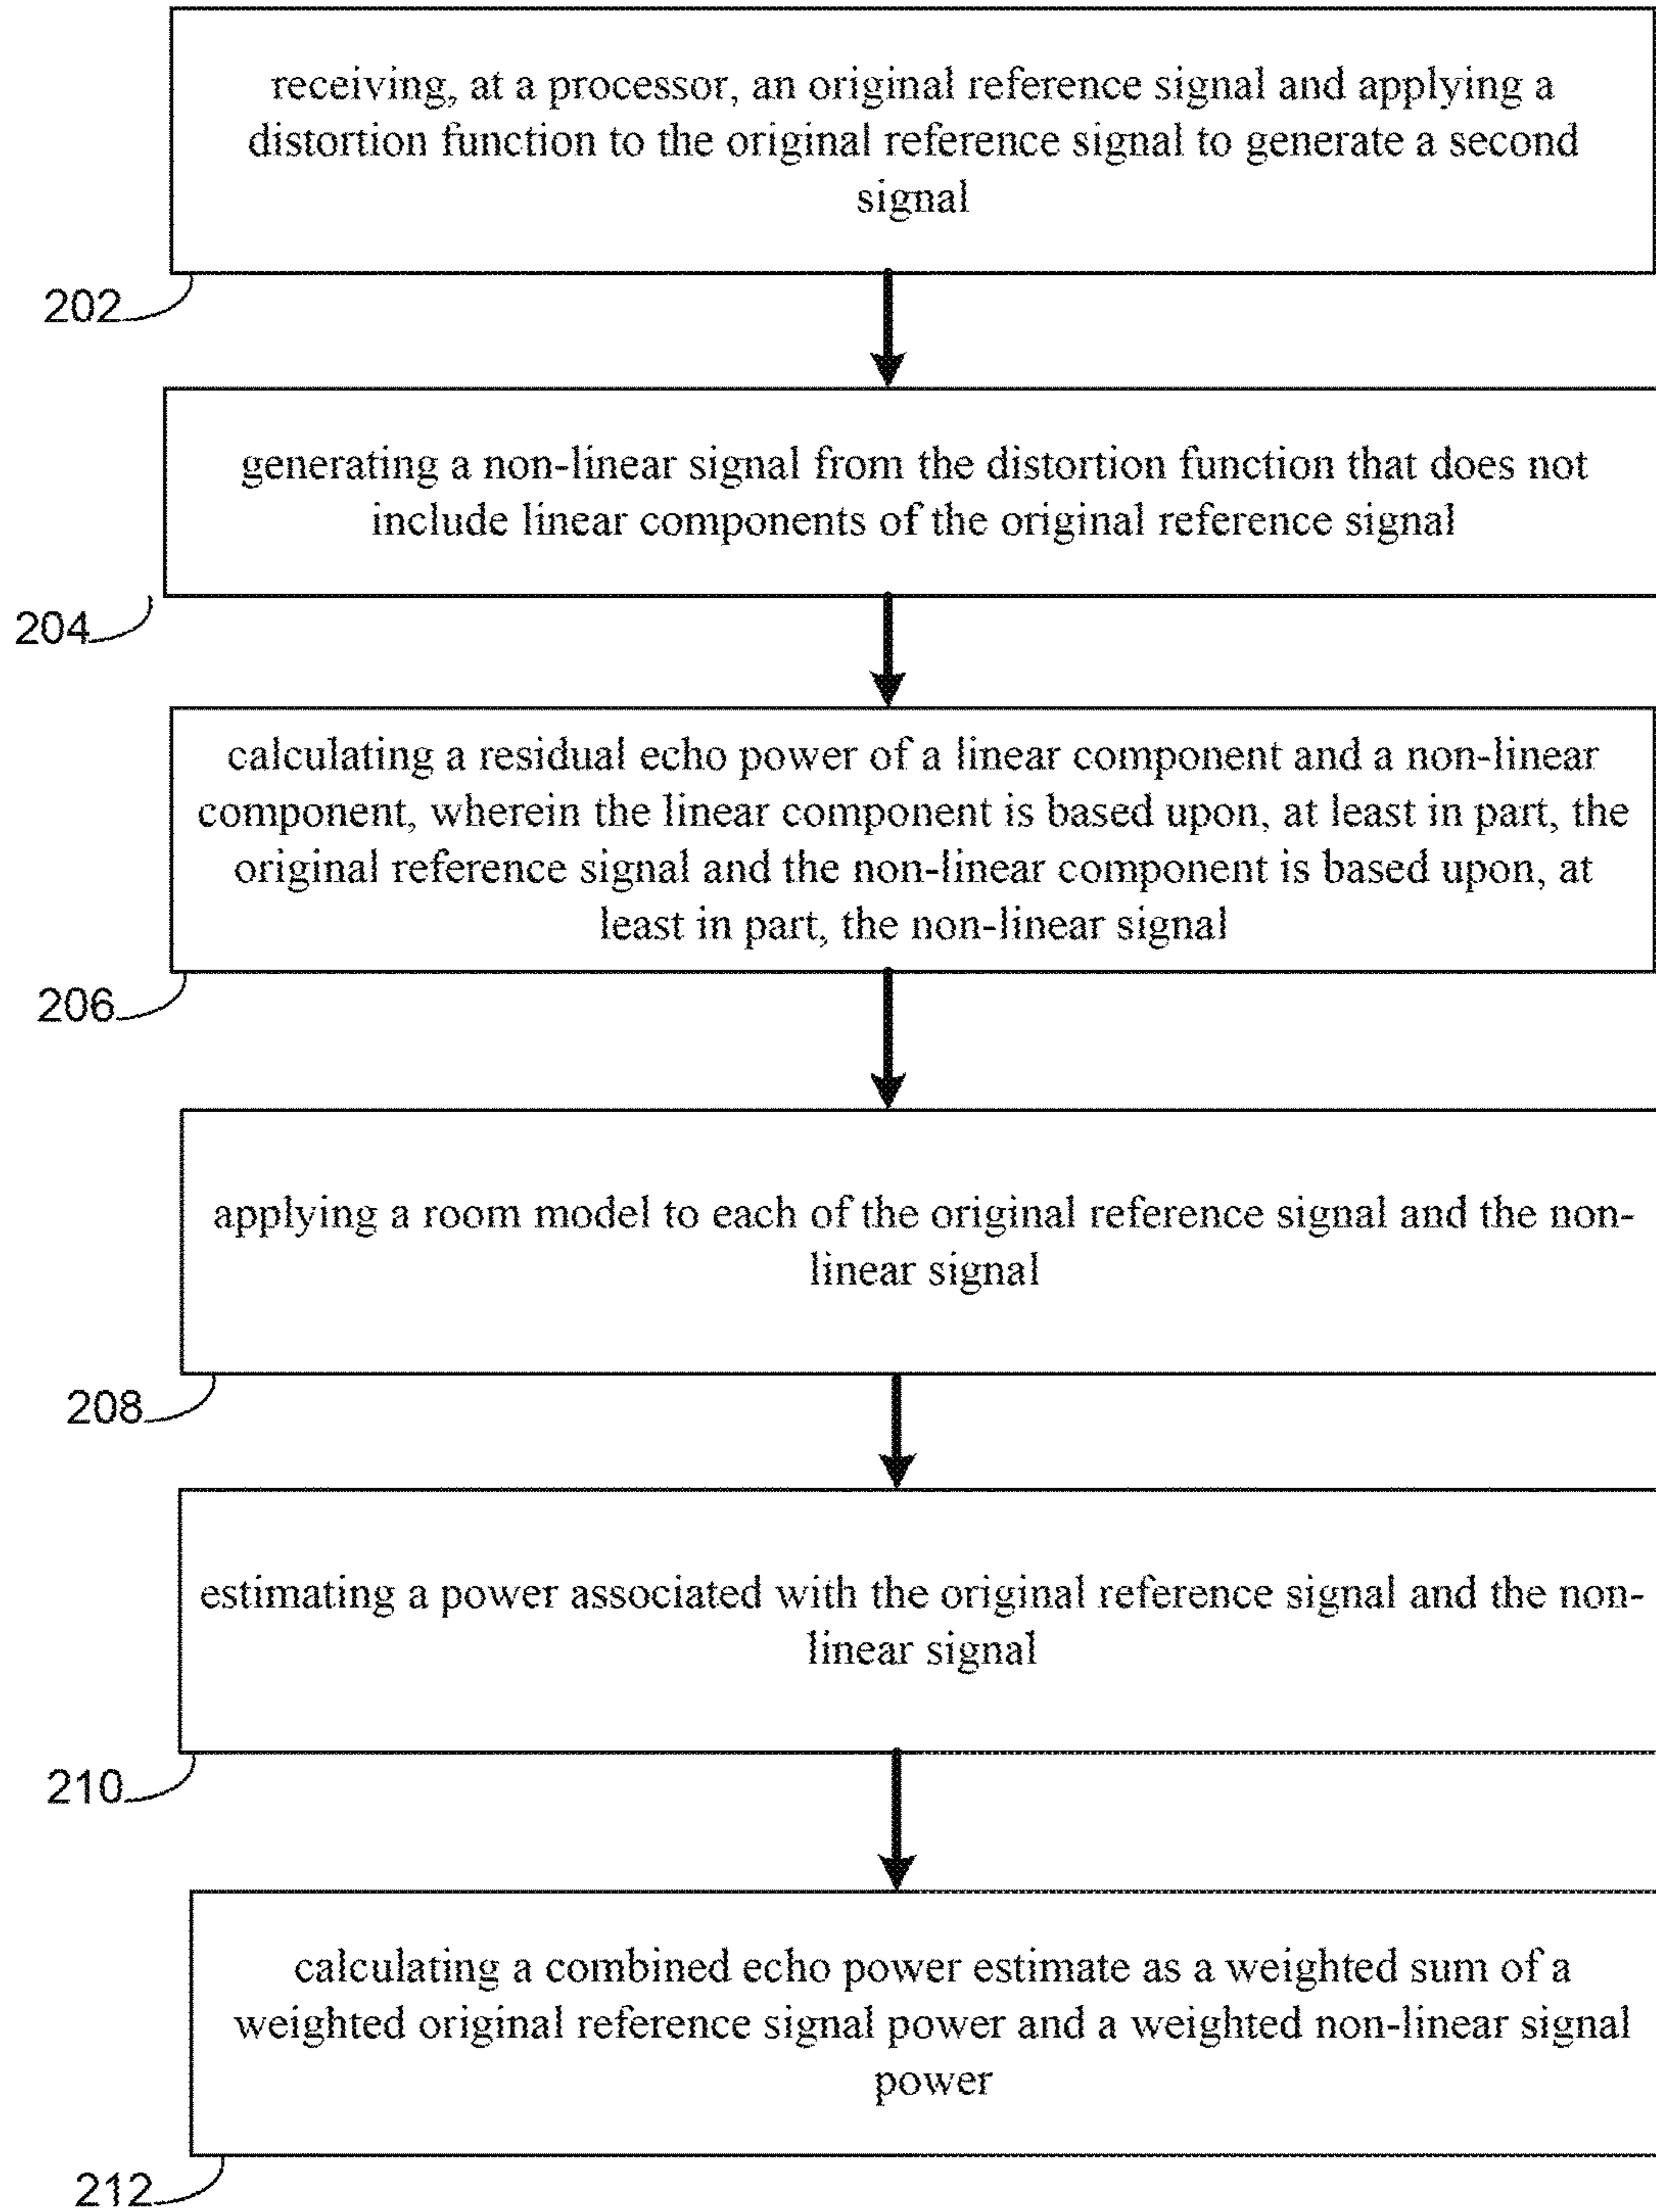 receiving, at a processor, an original reference signal and applying a
distortion function to the original reference signal to generate a second
signal
202
generating a non-linear signal from the distortion function that does not
include linear components of the original reference signal
204
calculating a residual echo power of a linear component and a non-linear
component, wherein the linear component is based upon, at least in part, the
original reference signal and the non-linear component is based upon, at
least in part, the non-linear signal
206
applying a room model to each of the original reference signal and the non-
linear signal
208
estimating a power associated with the original reference signal and the non-
linear signal
210
calculating a combined echo power estimate as a weighted sum of a
weighted original reference signal power and a weighted non-linear signal
power
212